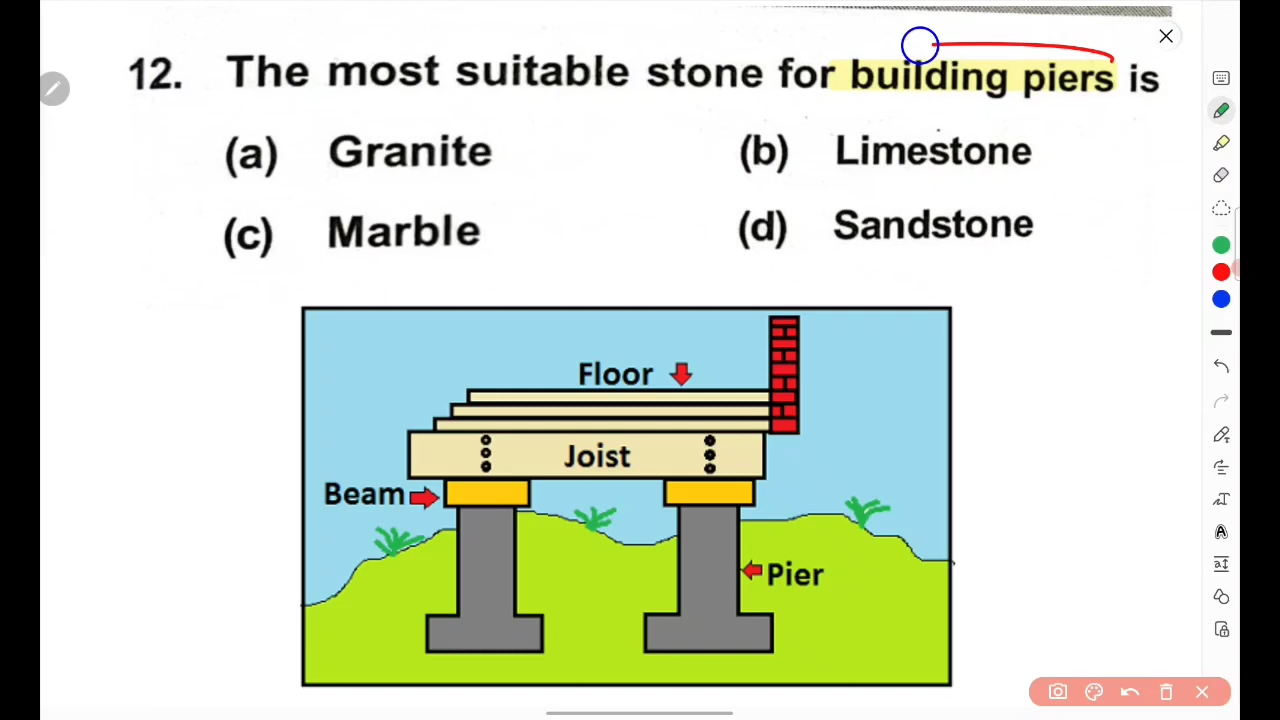 12. The most suitable stone for building piers is
(a) Granite (b) Limestone
(c) Marble (d) Sandstone
Floor
Joist
Beam
Pier